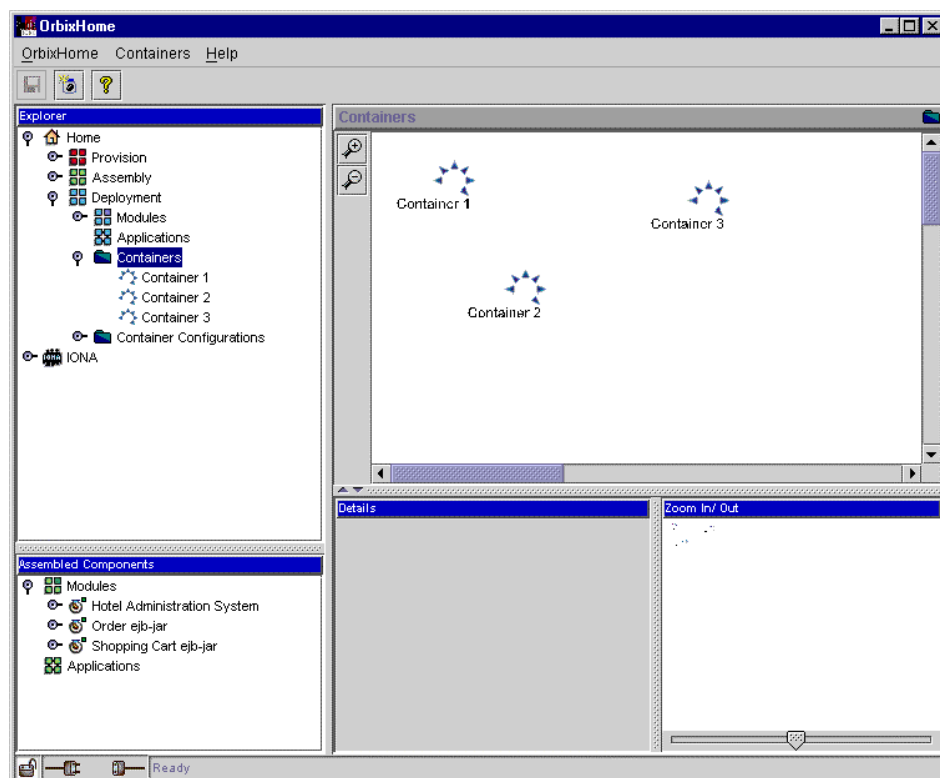 OrbixHome
OrbixHome Containers Help
Explorer
Home
Provision
Assembly
Deployment
Modules
Applications
Containers
Container 1
Container 2
Container 3
Container Configurations
IONA
Containers
Container 1
Container 3
Container 2
Assembled Components
Modules
Hotel Administration System
Order ejb-jar
Shopping Cart ejb-jar
Applications
Details
Zoom In/ Out
Ready